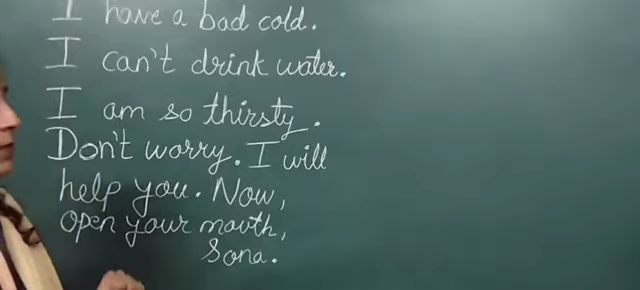 I have a bad cold.
I can't drink water.
I am so thirsty.
Don't worry. I will
help you. Now,
open your mouth,
Sona.